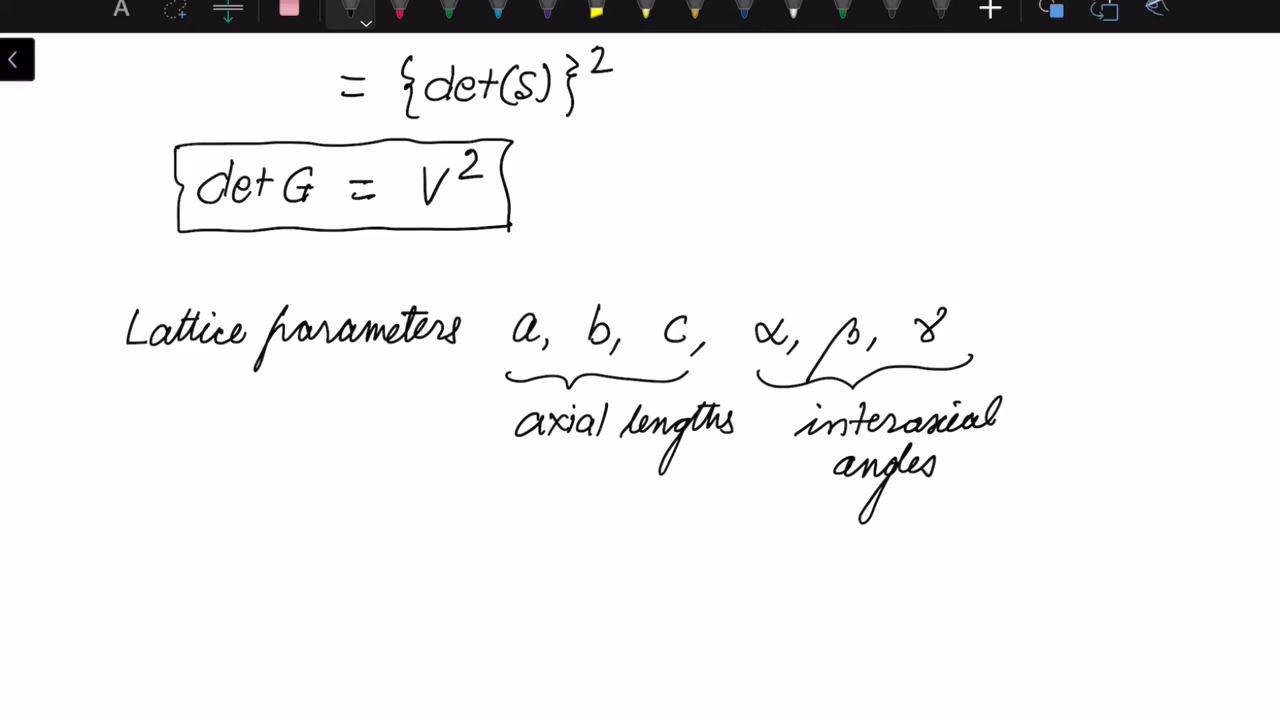 = {det(S)}²
det G = V²
Lattice parameters a, b, c, α, β, γ
axial lengths interaxial
angles